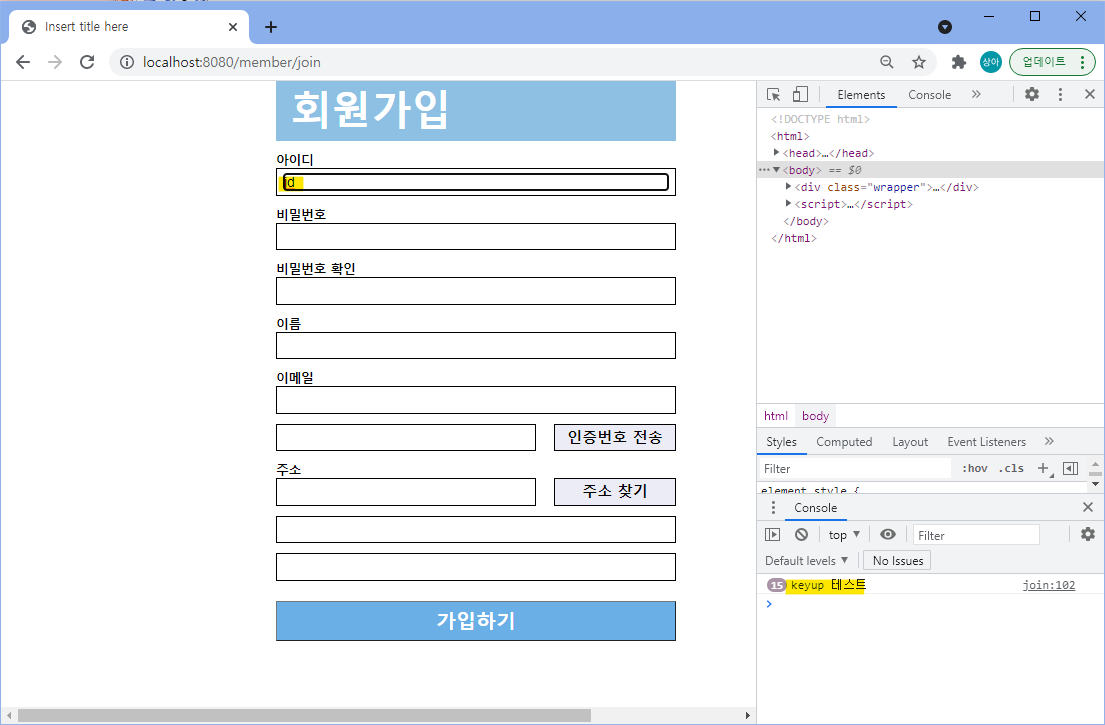 Insert title here
localhost:8080/member/join
상아
업데이트
회원가입
아이디
id
비밀번호
비밀번호 확인
이름
이메일
인증번호 전송
주소
주소 찾기
가입하기
Elements Console »
<!DOCTYPE html>
<html>
<head>…</head>
<body> == $0
<div class="wrapper">…</div>
<script>…</script>
</body>
</html>
html body
Styles Computed Layout Event Listeners »
Filter :hov .cls +
element.style {
Console
top Filter
Default levels No Issues
15 keyup 테스트 join:102